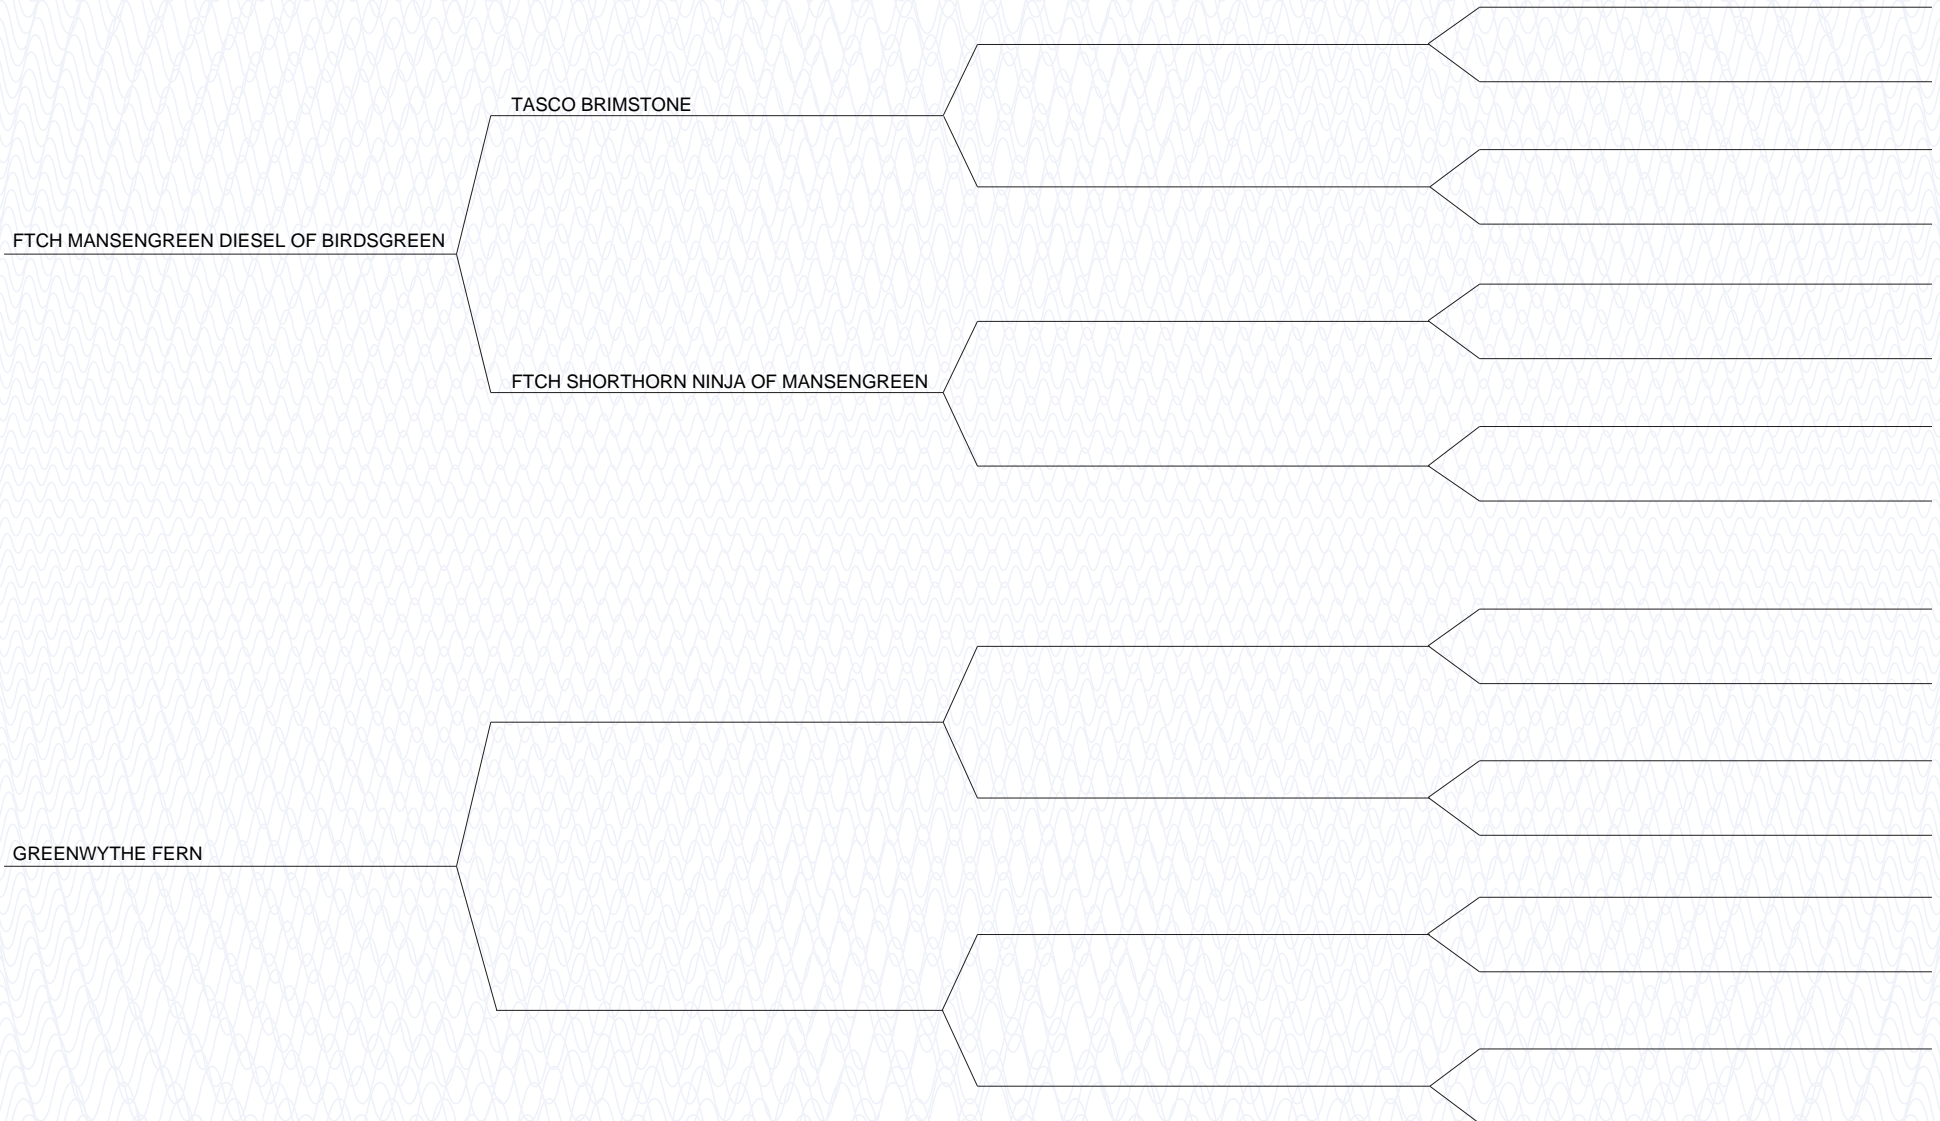 TASCO BRIMSTONE
FTCH MANSENGREEN DIESEL OF BIRDSGREEN
FTCH SHORTHORN NINJA OF MANSENGREEN
GREENWYTHE FERN